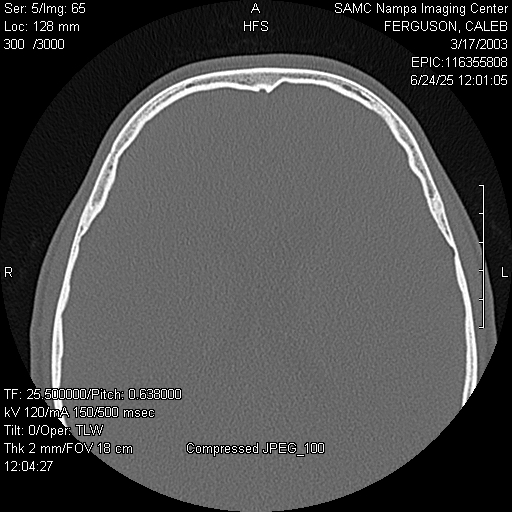 Ser: 5/Img: 65
Loc: 128 mm
300 /3000
A
HFS
SAMC Nampa Imaging Center
FERGUSON, CALEB
3/17/2003
EPIC:116355808
6/24/25 12:01:05
R
L
TF: 25.500000/Pitch: 0.638000
kV 120/mA 150/500 msec
Tilt: 0/Oper: TLW
Thk 2 mm/FOV 18 cm
12:04:27
Compressed JPEG_100